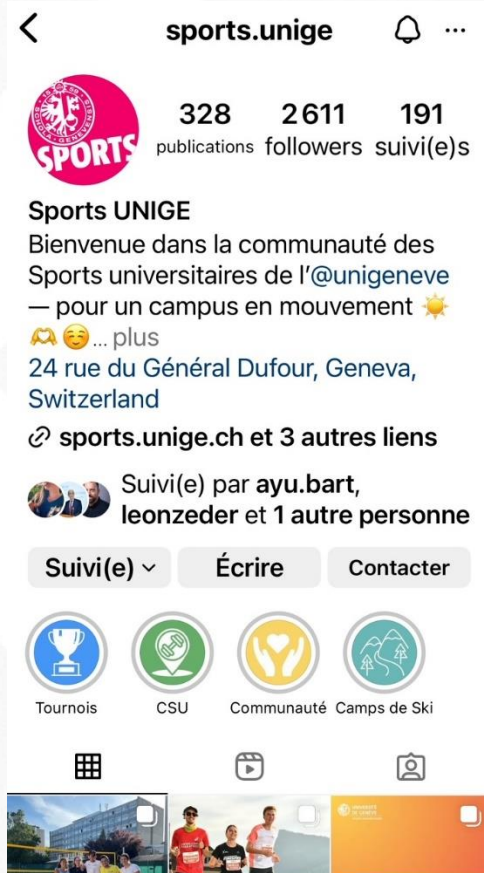 sports.unige
328 2 611 191
publications followers suivi(e)s
SPORTS
Sports UNIGE
Bienvenue dans la communauté des
Sports universitaires de l'@unigeneve
— pour un campus en mouvement ☀️
🫶☺️... plus
24 rue du Général Dufour, Geneva,
Switzerland
sports.unige.ch et 3 autres liens
Suivi(e) par ayu.bart,
leonzeder et 1 autre personne
Suivi(e) Écrire Contacter
Tournois CSU Communauté Camps de Ski